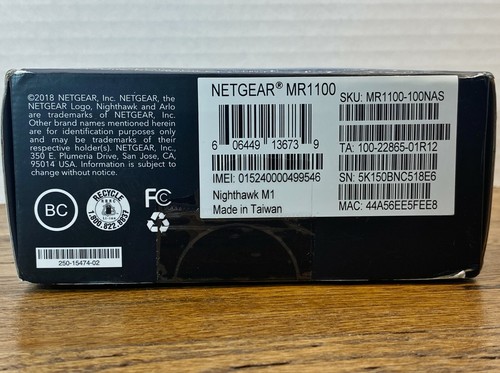 ©2018 NETGEAR, Inc. NETGEAR, the
NETGEAR Logo, Nighthawk and Arlo
are trademarks of NETGEAR, Inc.
Other brand names mentioned herein
are for identification purposes only
and may be trademarks of their
respective holder(s). NETGEAR, Inc.,
350 E. Plumeria Drive, San Jose, CA,
95014 USA. Information is subject to
change without notice.
BC
RECYCLE
1.800.822.8837
FC
250-15474-02
NETGEAR® MR1100
6 06449 13673 9
IMEI: 015240000499546
Nighthawk M1
Made in Taiwan
SKU: MR1100-100NAS
TA: 100-22865-01R12
SN: 5K150BNC518E6
MAC: 44A56EE5FEE8